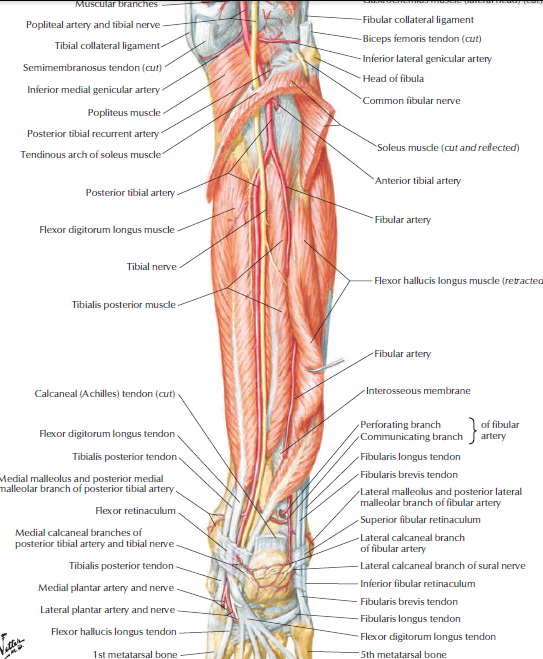 Muscular branches
Popliteal artery and tibial nerve
Tibial collateral ligament
Semimembranosus tendon (cut)
Inferior medial genicular artery
Popliteus muscle
Posterior tibial recurrent artery
Tendinous arch of soleus muscle
Posterior tibial artery
Flexor digitorum longus muscle
Tibial nerve
Tibialis posterior muscle
Calcaneal (Achilles) tendon (cut)
Flexor digitorum longus tendon
Tibialis posterior tendon
Medial malleolus and posterior medial
malleolar branch of posterior tibial artery
Flexor retinaculum
Medial calcaneal branches of
posterior tibial artery and tibial nerve
Tibialis posterior tendon
Medial plantar artery and nerve
Lateral plantar artery and nerve
Flexor hallucis longus tendon
1st metatarsal bone
Gastrocnemius muscle (lateral head) (cut)
Fibular collateral ligament
Biceps femoris tendon (cut)
Inferior lateral genicular artery
Head of fibula
Common fibular nerve
Soleus muscle (cut and reflected)
Anterior tibial artery
Fibular artery
Flexor hallucis longus muscle (retracted
Fibular artery
Interosseous membrane
Perforating branch
Communicating branch
of fibular
artery
Fibularis longus tendon
Fibularis brevis tendon
Lateral malleolus and posterior lateral
malleolar branch of fibular artery
Superior fibular retinaculum
Lateral calcaneal branch
of fibular artery
Lateral calcaneal branch of sural nerve
Inferior fibular retinaculum
Fibularis brevis tendon
Fibularis longus tendon
Flexor digitorum longus tendon
5th metatarsal bone